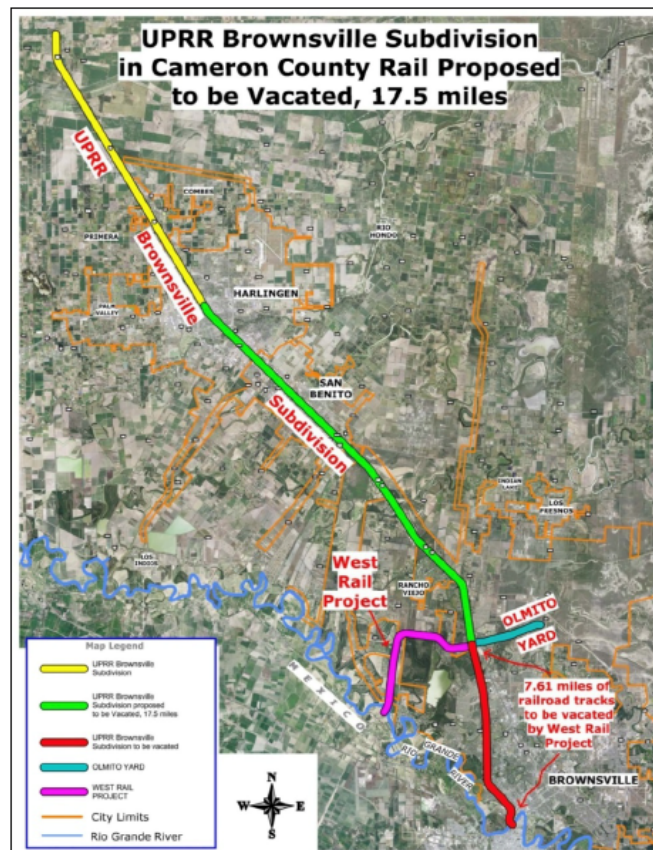 UPRR Brownsville Subdivision
in Cameron County Rail Proposed
to be Vacated, 17.5 miles
UPRR
COMBES
PRIMERA
RIO
HONDO
Brownsville
PALM
VALLEY
HARLINGEN
SAN
BENITO
Subdivision
INDIAN
LAKE
LOS
FRESNOS
LOS
INDIOS
West
Rail
Project
RANCHO
VIEJO
OLMITO
YARD
MEXICO
RIO
GRANDE
RIVER
7.61 miles of
railroad tracks
to be vacated
by West Rail
Project
BROWNSVILLE
Map Legend
UPRR Brownsville
Subdivision
UPRR Brownsville
Subdivision proposed
to be Vacated, 17.5 miles
UPRR Brownsville
Subdivision to be vacated
OLMITO YARD
WEST RAIL
PROJECT
City Limits
Rio Grande River
N
W E
S